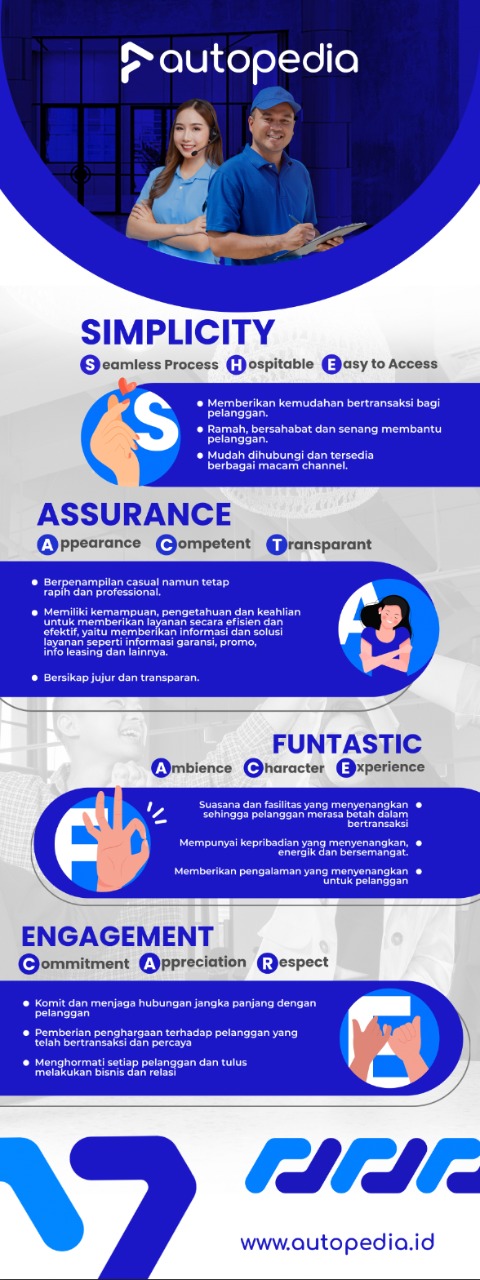 autopedia
SIMPLICITY
Seamless Process Hospitable Easy to Access
S
• Memberikan kemudahan bertransaksi bagi
pelanggan.
• Ramah, bersahabat dan senang membantu
pelanggan.
• Mudah dihubungi dan tersedia
berbagai macam channel.
ASSURANCE
Appearance Competent Transparant
• Berpenampilan casual namun tetap
rapih dan professional.
• Memiliki kemampuan, pengetahuan dan keahlian
untuk memberikan layanan secara efisien dan
efektif, yaitu memberikan informasi dan solusi
layanan seperti informasi garansi, promo,
info leasing dan lainnya.
• Bersikap jujur dan transparan.
A
FUNTASTIC
Ambience Character Experience
F
Suasana dan fasilitas yang menyenangkan •
sehingga pelanggan merasa betah dalam
bertransaksi
Mempunyai kepribadian yang menyenangkan, •
energik dan bersemangat.
Memberikan pengalaman yang menyenangkan •
untuk pelanggan
ENGAGEMENT
Commitment Appreciation Respect
• Komit dan menjaga hubungan jangka panjang dengan
pelanggan
• Pemberian penghargaan terhadap pelanggan yang
telah bertransaksi dan percaya
• Menghormati setiap pelanggan dan tulus
melakukan bisnis dan relasi
E
www.autopedia.id